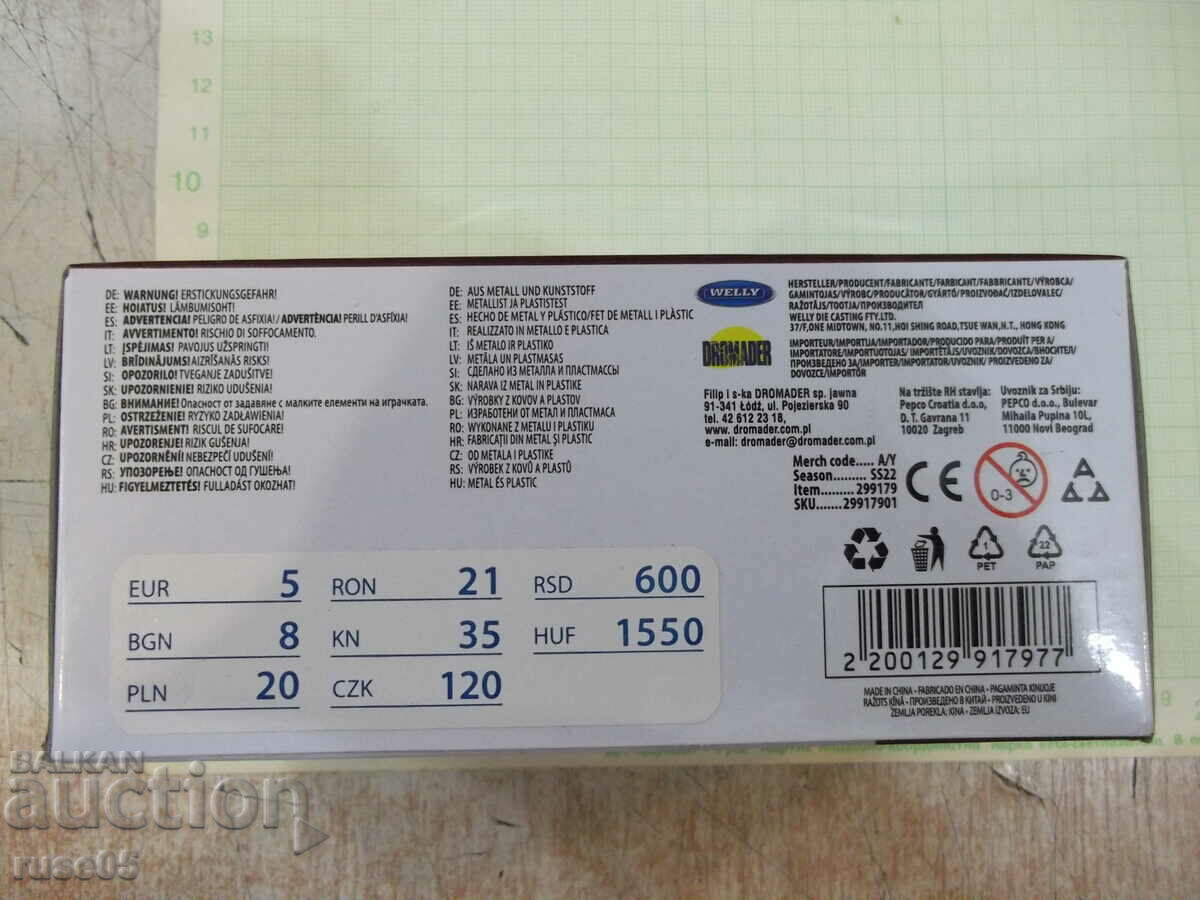 13
12
11
10
9
DE: WARNUNG! ERSTICKUNGSGEFAHR!
EE: HOIATUS! LÄMBUMISOHT!
ES: ADVERTENCIA! PELIGRO DE ASFIXIA! / ADVERTÈNCIA! PERILL D'ASFÍXIA!
IT: AVVERTIMENTO! RISCHIO DI SOFFOCAMENTO.
LT: ĮSPĖJIMAS! PAVOJUS UŽSPRINGTI!
LV: BRĪDINĀJUMS! AIZRĪŠANĀS RISKS!
SI: OPOZORILO! TVEGANJE ZADUŠITVE!
SK: UPOZORNENIE! RIZIKO UDUŠENIA!
BG: ВНИМАНИЕ! Опасност от задавяне с малките елементи на играчката.
PL: OSTRZEŻENIE! RYZYKO ZADŁAWIENIA!
RO: AVERTISMENT! RISCUL DE SUFOCARE!
HR: UPOZORENJE! RIZIK GUŠENJA!
CZ: UPOZORNĚNÍ! NEBEZPEČÍ UDUŠENÍ!
RS: УПОЗОРЕЊЕ! ОПАСНОСТ ОД ГУШЕЊА!
HU: FIGYELMEZTETÉS! FULLADÁST OKOZHAT!
DE: AUS METALL UND KUNSTSTOFF
EE: METALLIST JA PLASTISTEST
ES: HECHO DE METAL Y PLÁSTICO/FET DE METALL I PLÀSTIC
IT: REALIZZATO IN METALLO E PLASTICA
LT: IŠ METALO IR PLASTIKO
LV: METĀLA UN PLASTMASAS
SI: СДЕЛАНО ИЗ МЕТАЛЛА И ПЛАСТМАССЫ
SK: NARAVA IZ METAL IN PLASTIKE
BG: VÝROBKY Z KOVOV A PLASTOV
PL: ИЗРАБОТЕНИ ОТ МЕТАЛ И ПЛАСТМАСА
RO: WYKONANE Z METALU I PLASTIKU
HR: FABRICAȚI DIN METAL ȘI PLASTIC
CZ: OD METALA I PLASTIKE
RS: VÝROBEK Z KOVŮ A PLASTŮ
HU: METAL ÉS PLASTIC
WELLY
DROMADER
HERSTELLER/PRODUCENT/FABRICANTE/FABRICANT/FABBRICANTE/VÝROBCA/
GAMINTOJAS/VÝROBC/PRODUCĂTOR/GYÁRTÓ/PROIZVOĐAČ/IZDELOVALEC/
RAŽOTĀJS/TOOTJA/ПРОИЗВОДИТЕЛ
WELLY DIE CASTING FTY.LTD.
37/F,ONE MIDTOWN, NO.11,HOI SHING ROAD,TSUE WAN,N.T., HONG KONG
IMPORTEUR/IMPORTIJA/IMPORTADOR/PRODUCIDO PARA/PRODUÏT PER A/
IMPORTATORE/IMPORTUOTOJAS/IMPORTĒTĀJS/UVOZNIK/DOVOZCA/ВНОСИТЕЛ/
ПРОИЗВЕДЕНО ЗА/IMPORTER/IMPORTATOR/UVOZNIK/PROIZVEDENO ZA/
DOVOZCE/IMPORTŐR
Filip i s-ka DROMADER sp. jawna
91-341 Łódź, ul. Pojezierska 90
tel. 42 612 23 18,
www.dromader.com.pl
e-mail: dromader@dromader.com.pl
Na tržište RH stavlja:
Pepco Croatia d.o.o,
D. T. Gavrana 11
10020 Zagreb
Uvoznik za Srbiju:
PEPCO d.o.o., Bulevar
Mihaila Pupina 10L,
11000 Novi Beograd
Merch code..... A/Y
Season......... SS22
Item......... 299179
SKU....... 29917901
CE
0-3
1
PET
22
PAP
EUR 5
BGN 8
PLN 20
RON 21
KN 35
CZK 120
RSD 600
HUF 1550
2 200129 917977
MADE IN CHINA - FABRICADO EN CHINA - PAGAMINTA KINIJOJE
RAŽOTS ĶĪNĀ - ПРОИЗВЕДЕНО В КИТАЙ - PROIZVEDENO U KINI
ZEMLJA POREKLA: KINA - ZEMLJA IZVOZA: EU
BALKAN
auction
ruse05